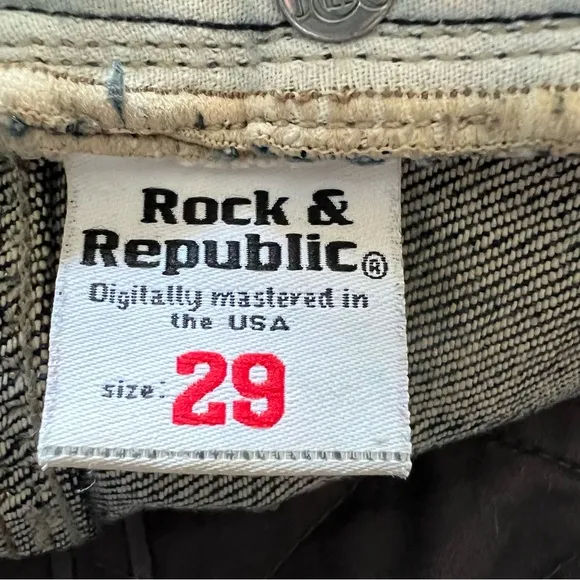 Rock &
Republic®
Digitally mastered in
the USA
size: 29